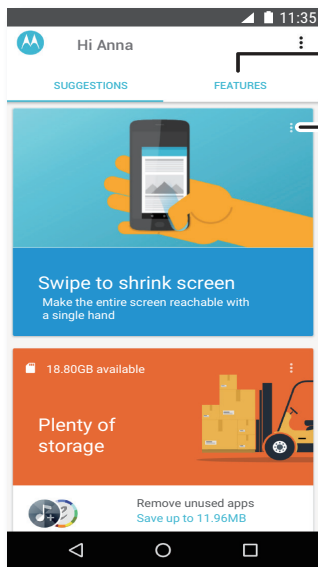 11:35
Hi Anna
SUGGESTIONS
FEATURES
Swipe to shrink screen
Make the entire screen reachable with
a single hand
18.80GB available
Plenty of
storage
Remove unused apps
Save up to 11.96MB